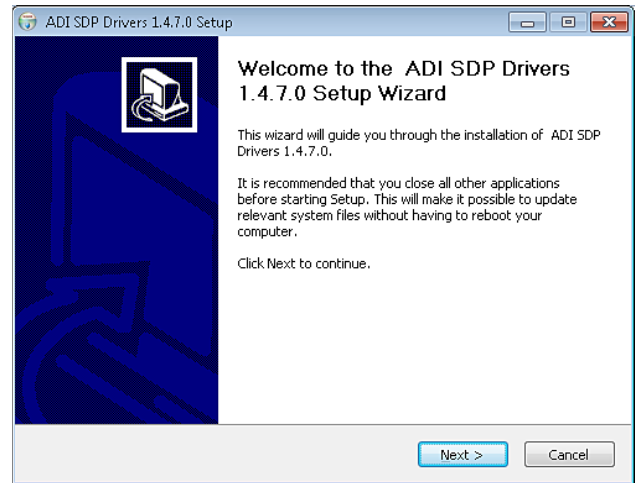 ADI SDP Drivers 1.4.7.0 Setup
Welcome to the ADI SDP Drivers
1.4.7.0 Setup Wizard
This wizard will guide you through the installation of ADI SDP
Drivers 1.4.7.0.
It is recommended that you close all other applications
before starting Setup. This will make it possible to update
relevant system files without having to reboot your
computer.
Click Next to continue.
Next >
Cancel